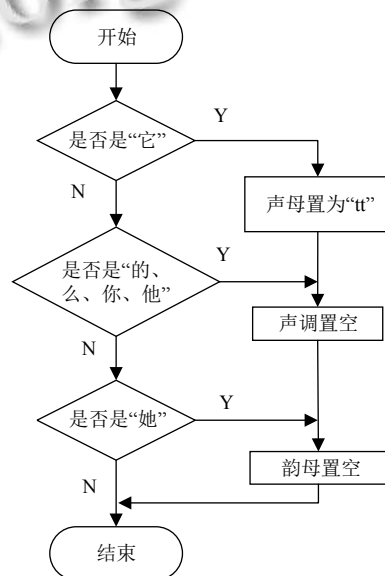 开始
Y
是否是“它”
N
声母置为“tt”
Y
是否是“的、
么、你、他”
声调置空
N
Y
是否是“她”
N
韵母置空
结束